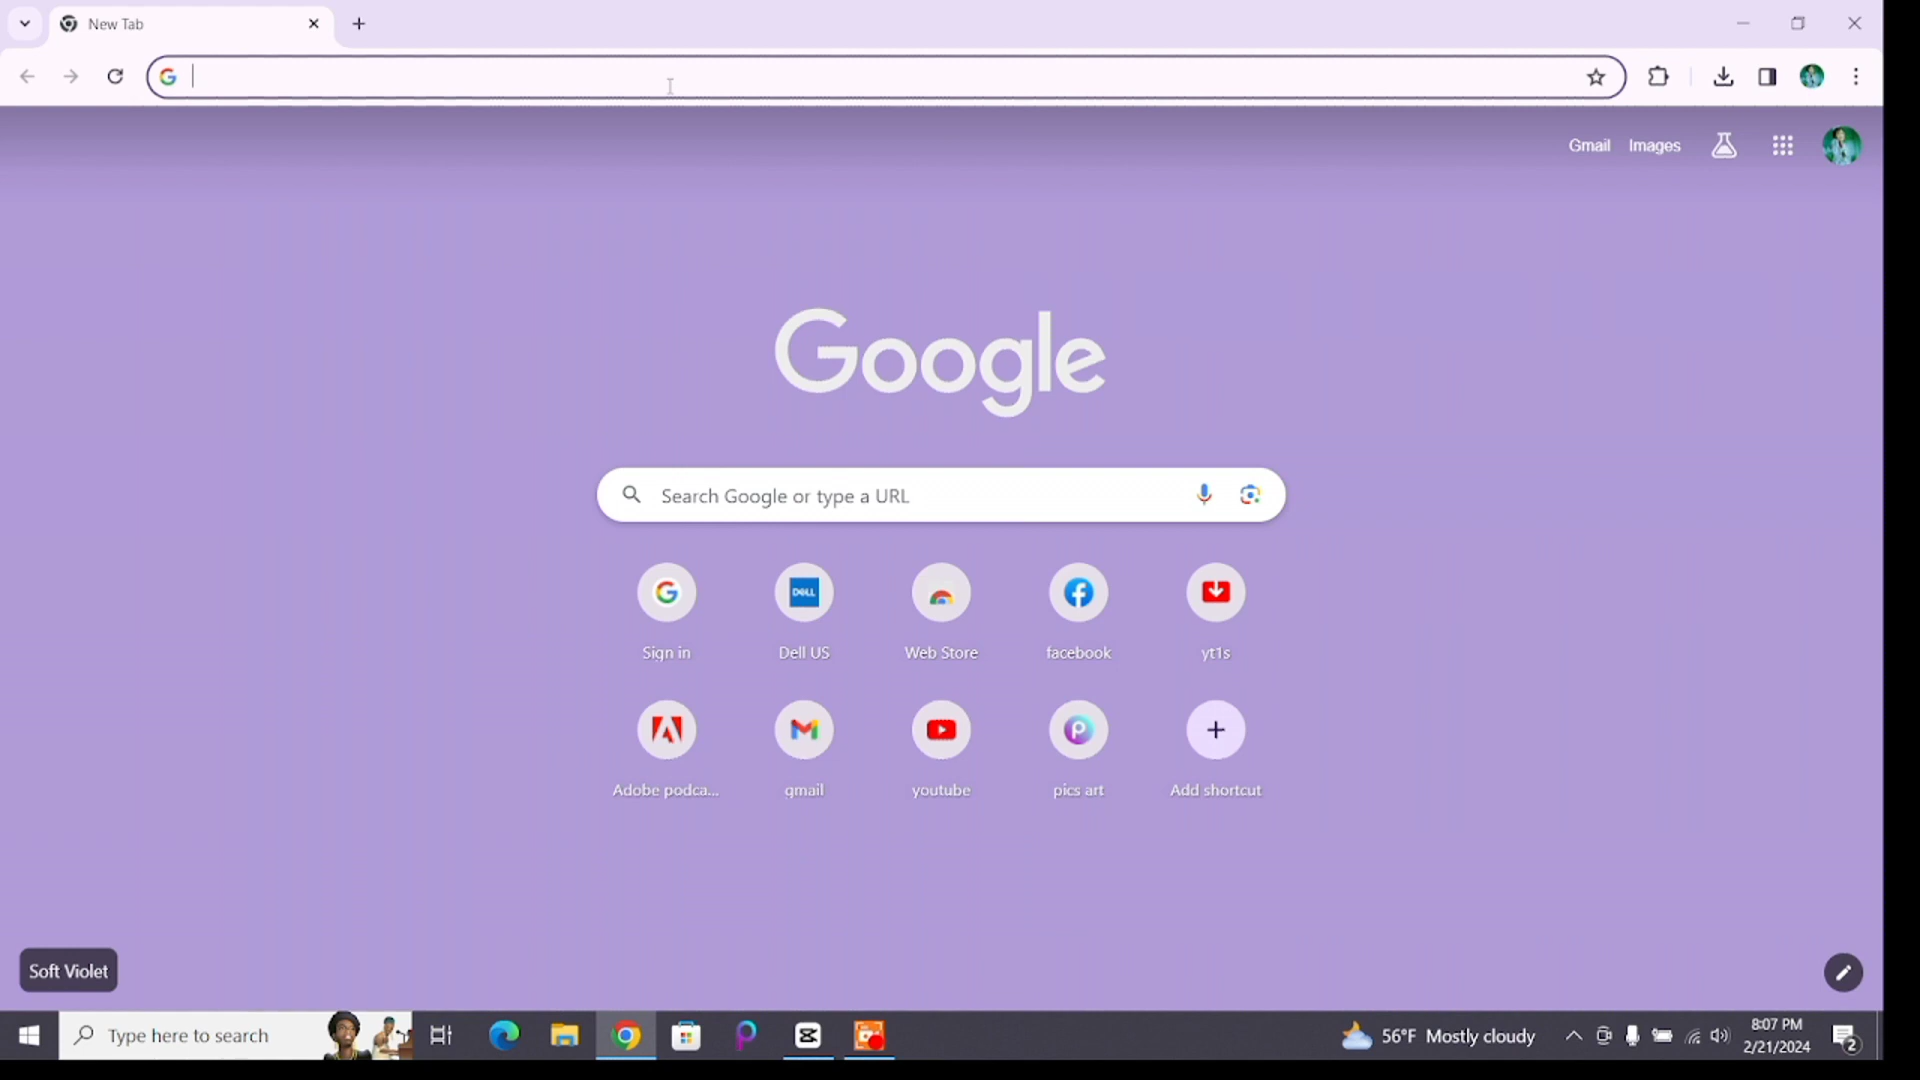 New Tab
Gmail Images
Google
Search Google or type a URL
DELL
Sign in
Dell US
Web Store
facebook
yt1s
Adobe podca...
gmail
youtube
pics art
Add shortcut
Soft Violet
Type here to search
56°F Mostly cloudy
8:07 PM
2/21/2024
2